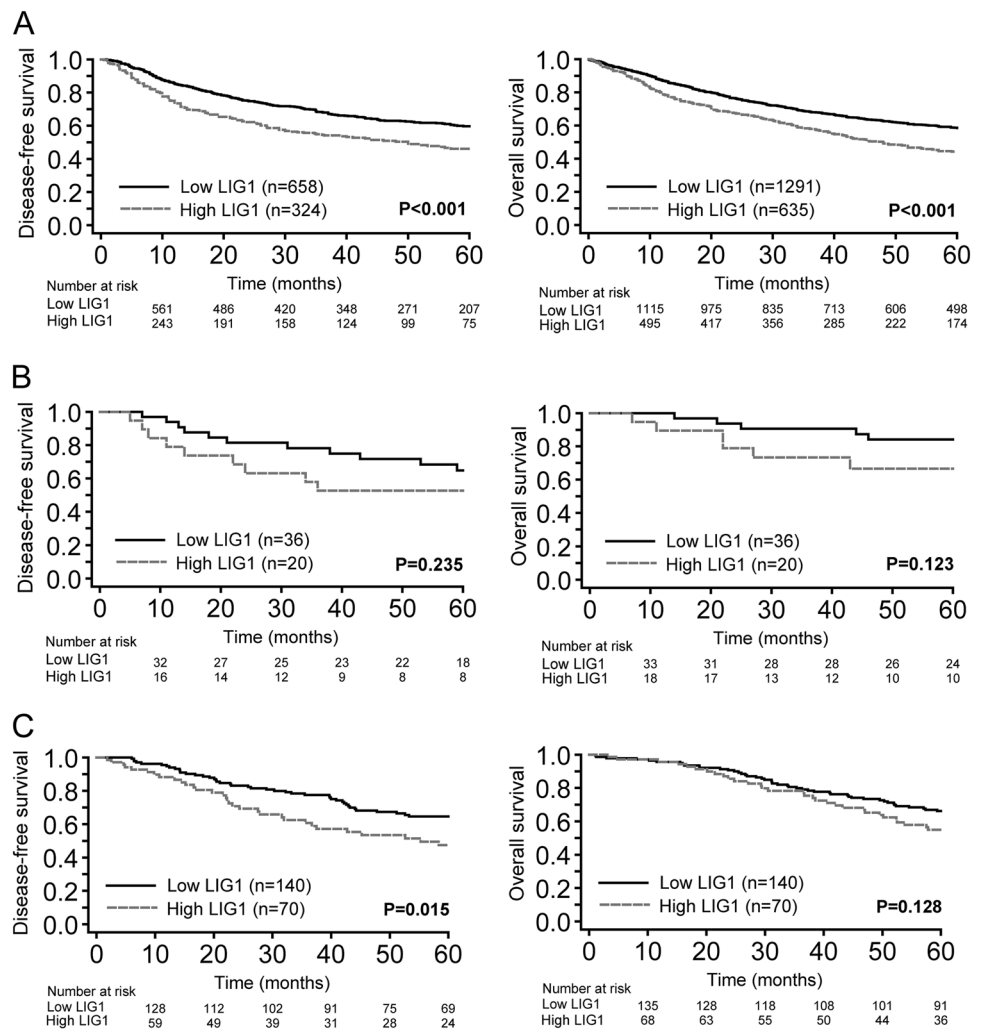 A
Disease-free survival
1.0
0.8
0.6
0.4
0.2
0.0
Low LIG1 (n=658)
High LIG1 (n=324)
P<0.001
0 10 20 30 40 50 60
Time (months)
Number at risk
Low LIG1 561 486 420 348 271 207
High LIG1 243 191 158 124 99 75
Overall survival
1.0
0.8
0.6
0.4
0.2
0.0
Low LIG1 (n=1291)
High LIG1 (n=635)
P<0.001
0 10 20 30 40 50 60
Time (months)
Number at risk
Low LIG1 1115 975 835 713 606 498
High LIG1 495 417 356 285 222 174
B
Disease-free survival
1.0
0.8
0.6
0.4
0.2
0.0
Low LIG1 (n=36)
High LIG1 (n=20)
P=0.235
0 10 20 30 40 50 60
Time (months)
Number at risk
Low LIG1 32 27 25 23 22 18
High LIG1 16 14 12 9 8 8
Overall survival
1.0
0.8
0.6
0.4
0.2
0.0
Low LIG1 (n=36)
High LIG1 (n=20)
P=0.123
0 10 20 30 40 50 60
Time (months)
Number at risk
Low LIG1 33 31 28 28 26 24
High LIG1 18 17 13 12 10 10
C
Disease-free survival
1.0
0.8
0.6
0.4
0.2
0.0
Low LIG1 (n=140)
High LIG1 (n=70)
P=0.015
0 10 20 30 40 50 60
Time (months)
Number at risk
Low LIG1 128 112 102 91 75 69
High LIG1 59 49 39 31 28 24
Overall survival
1.0
0.8
0.6
0.4
0.2
0.0
Low LIG1 (n=140)
High LIG1 (n=70)
P=0.128
0 10 20 30 40 50 60
Time (months)
Number at risk
Low LIG1 135 128 118 108 101 91
High LIG1 68 63 55 50 44 36